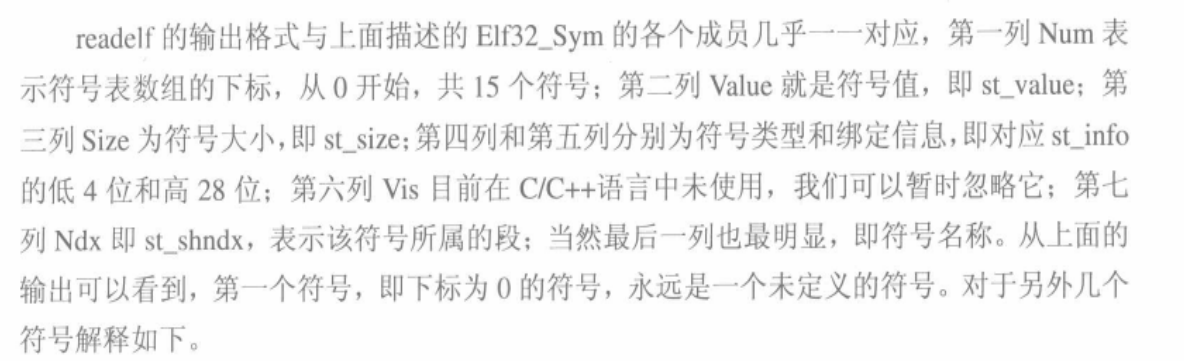 readelf 的输出格式与上面描述的 Elf32_Sym 的各个成员几乎一一对应，第一列 Num 表
示符号表数组的下标，从 0 开始，共 15 个符号；第二列 Value 就是符号值，即 st_value；第
三列 Size 为符号大小，即 st_size；第四列和第五列分别为符号类型和绑定信息，即对应 st_info
的低 4 位和高 28 位；第六列 Vis 目前在 C/C++语言中未使用，我们可以暂时忽略它；第七
列 Ndx 即 st_shndx，表示该符号所属的段；当然最后一列也最明显，即符号名称。从上面的
输出可以看到，第一个符号，即下标为 0 的符号，永远是一个未定义的符号。对于另外几个
符号解释如下。